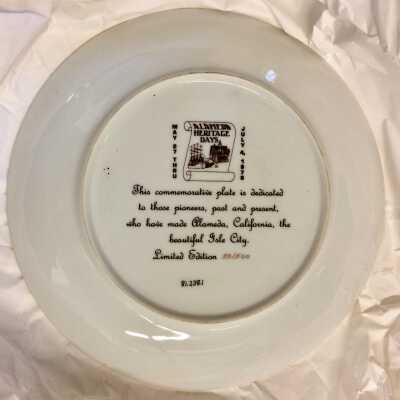 ALAMEDA
HERITAGE
DAYS
MAY 27 THRU
JULY 4, 1978
This commemorative plate is dedicated
to those pioneers, past and present,
who have made Alameda, California, the
beautiful Isle City.
Limited Edition